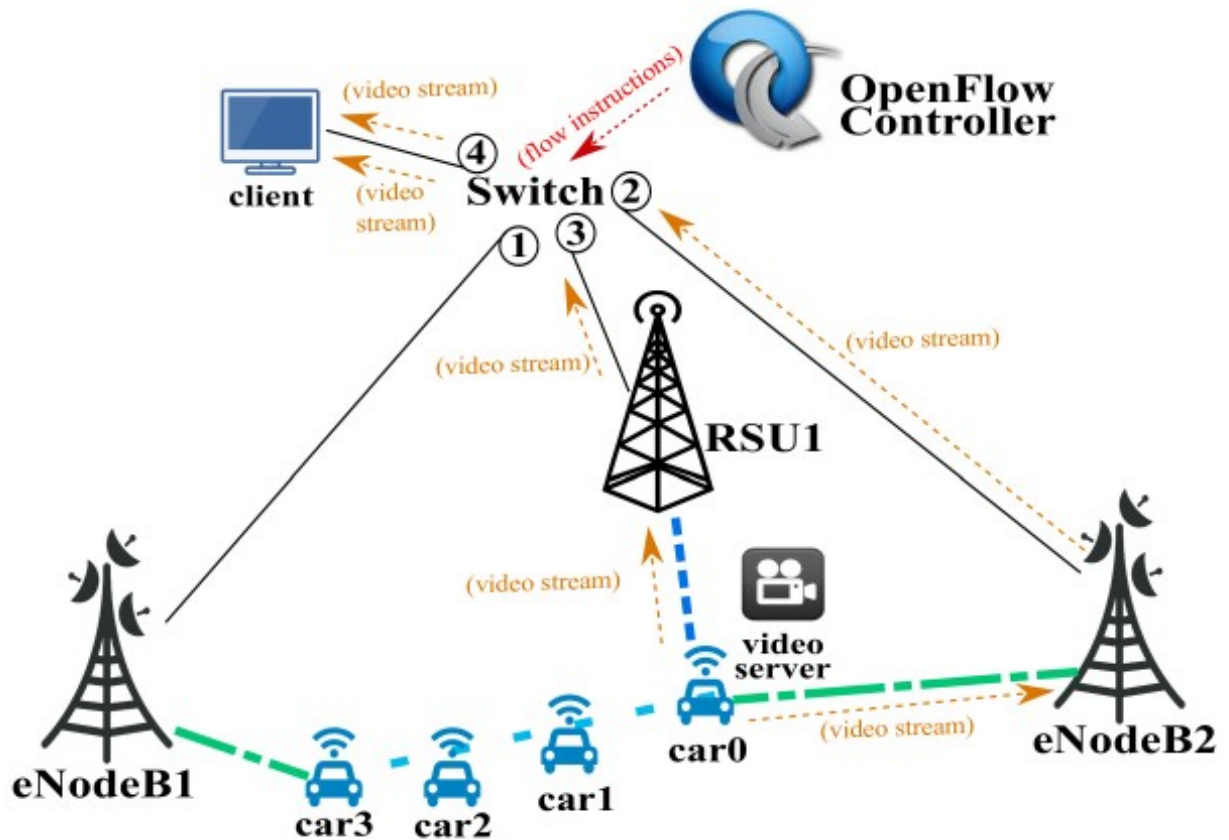 OpenFlow
Controller
(flow instructions)
(video stream)
client
(video
stream)
4
Switch
2
1
3
(video stream)
(video stream)
RSU1
(video stream)
video
server
car0
(video stream)
eNodeB2
eNodeB1
car3
car2
car1